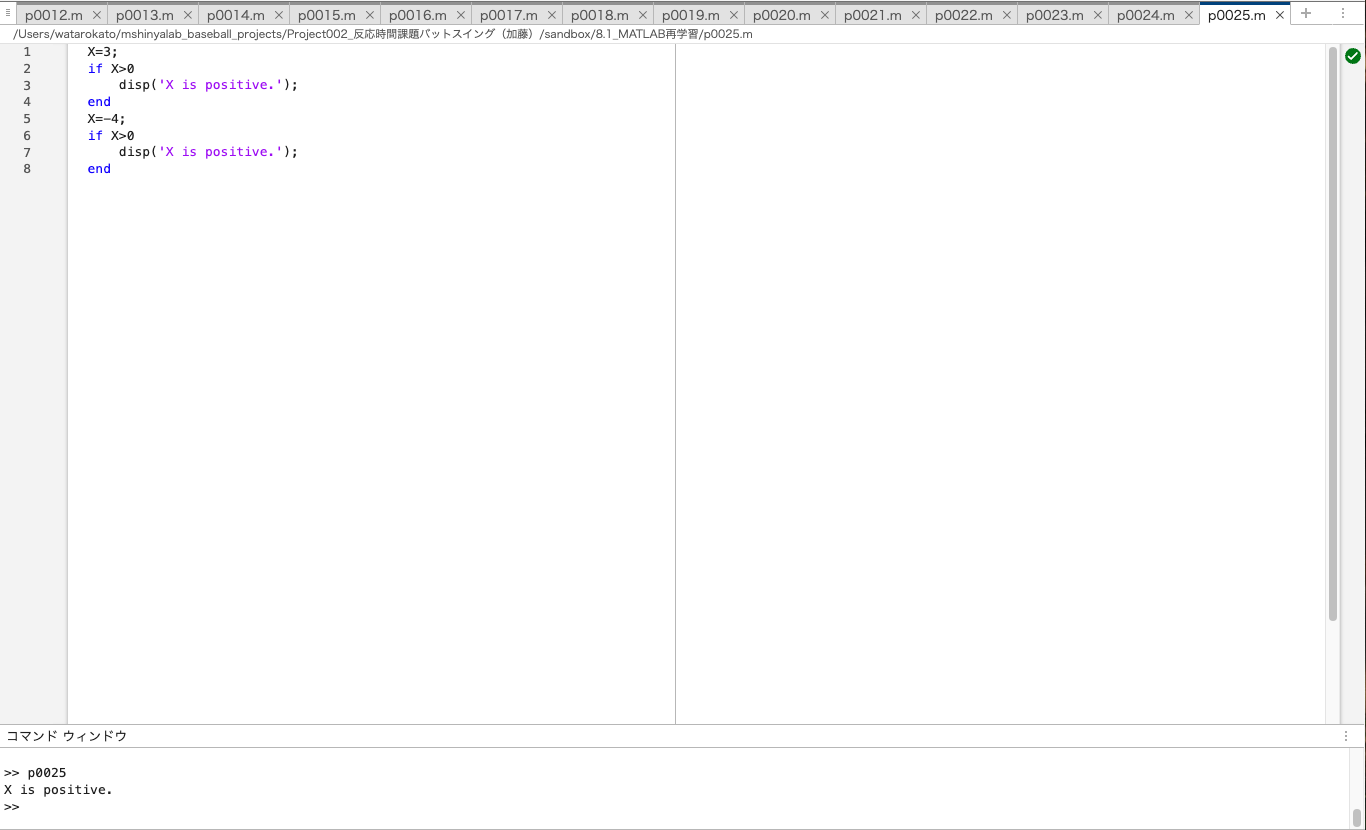 p0012.m × p0013.m × p0014.m × p0015.m × p0016.m × p0017.m × p0018.m × p0019.m × p0020.m × p0021.m × p0022.m × p0023.m × p0024.m × p0025.m × +
/Users/watarokato/mshinyalab_baseball_projects/Project002_反応時間課題バットスイング（加藤）/sandbox/8.1_MATLAB再学習/p0025.m
1 X=3;
2 if X>0
3 disp('X is positive.');
4 end
5 X=-4;
6 if X>0
7 disp('X is positive.');
8 end
コマンド ウィンドウ
>> p0025
X is positive.
>>